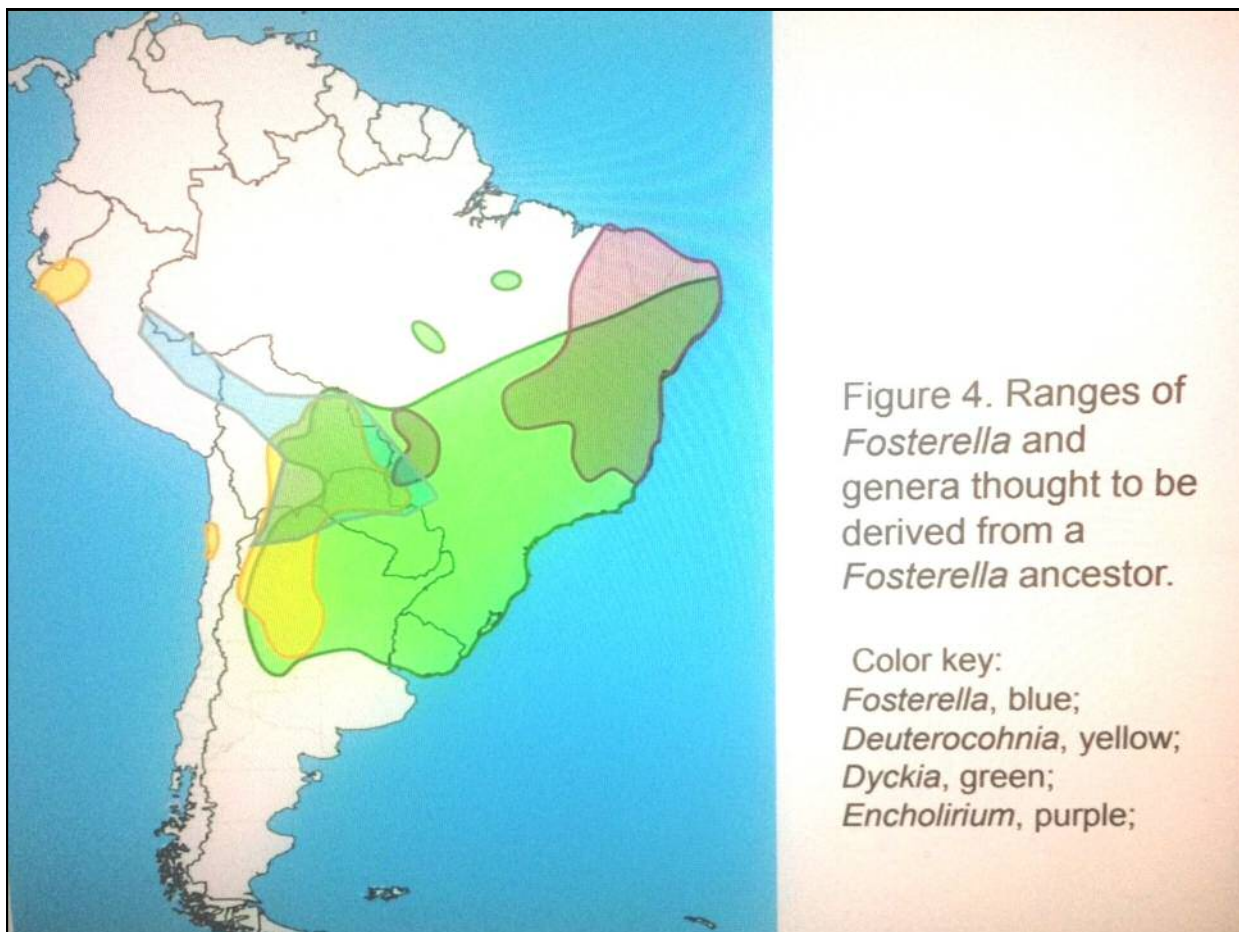 Figure 4. Ranges of
Fosterella and
genera thought to be
derived from a
Fosterella ancestor.
Color key:
Fosterella, blue;
Deuterocohnia, yellow;
Dyckia, green;
Encholirium, purple;